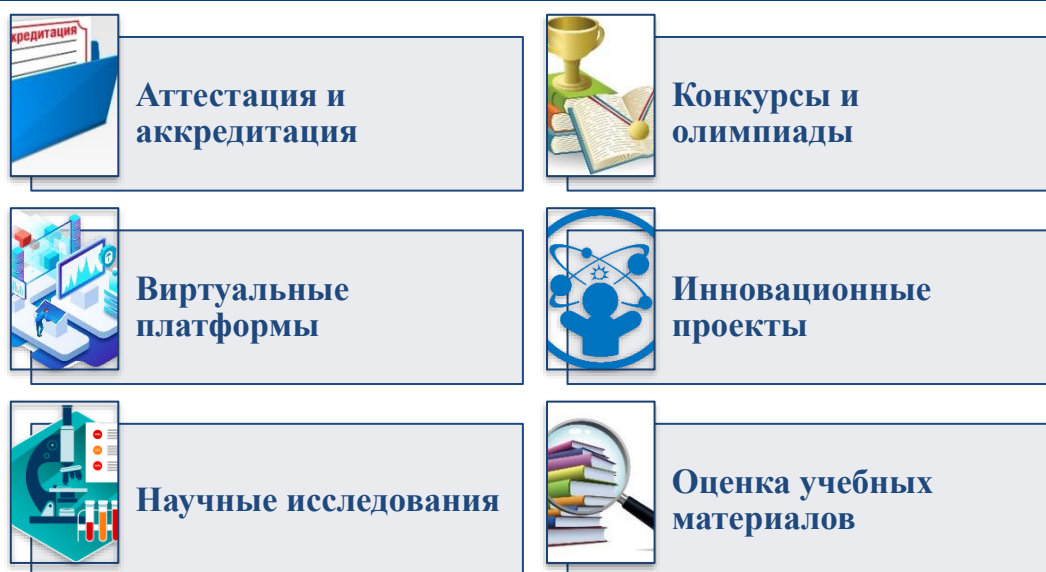 кредитация
Аттестация и
аккредитация
Конкурсы и
олимпиады
Виртуальные
платформы
Инновационные
проекты
Научные исследования
Оценка учебных
материалов